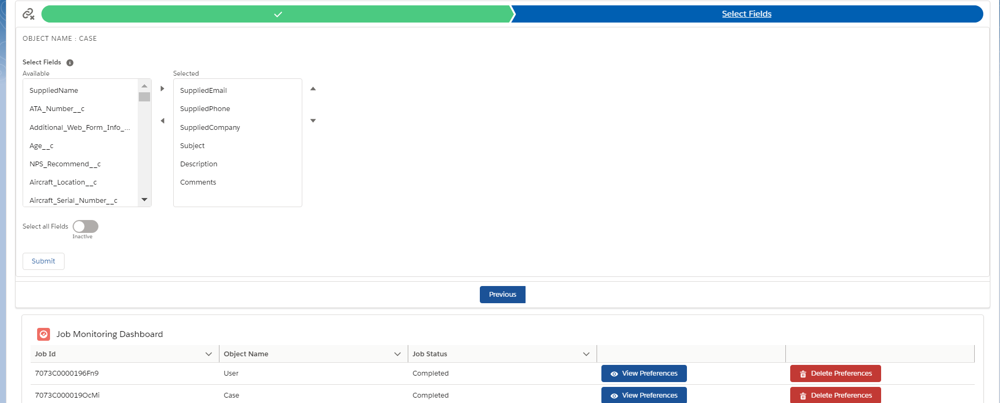 Select Fields
OBJECT NAME : CASE
Select Fields
Available
Selected
SuppliedName
ATA_Number__c
Additional_Web_Form_Info_...
Age__c
NPS_Recommend__c
Aircraft_Location__c
Aircraft_Serial_Number__c
SuppliedEmail
SuppliedPhone
SuppliedCompany
Subject
Description
Comments
Select all Fields
Inactive
Submit
Previous
Job Monitoring Dashboard
Job Id Object Name Job Status
7073C0000196Fn9 User Completed View Preferences Delete Preferences
7073C000019OcMi Case Completed View Preferences Delete Preferences